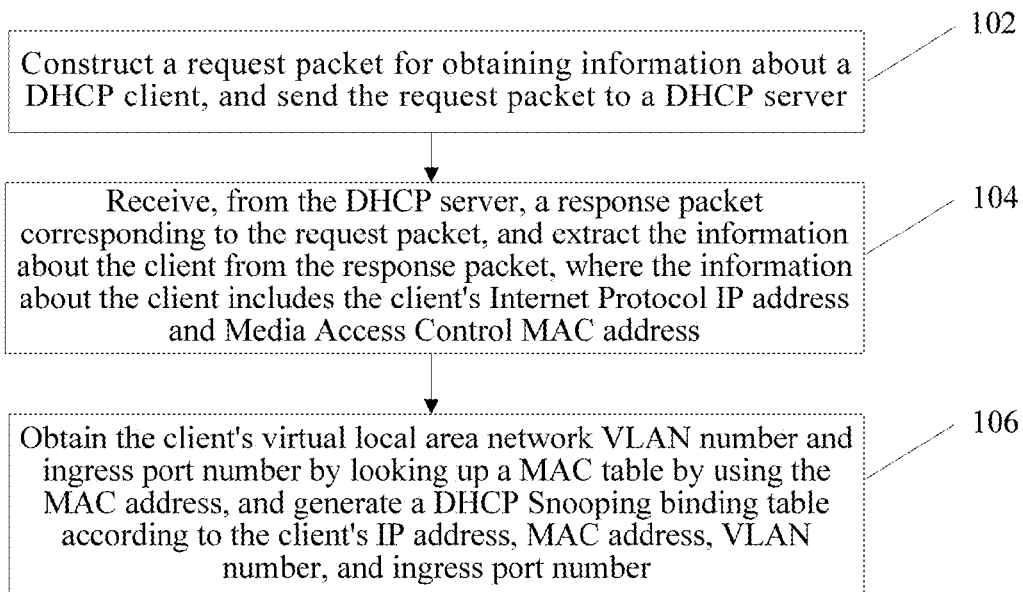 102
Construct a request packet for obtaining information about a
DHCP client, and send the request packet to a DHCP server
104
Receive, from the DHCP server, a response packet
corresponding to the request packet, and extract the information
about the client from the response packet, where the information
about the client includes the client's Internet Protocol IP address
and Media Access Control MAC address
106
Obtain the client's virtual local area network VLAN number and
ingress port number by looking up a MAC table by using the
MAC address, and generate a DHCP Snooping binding table
according to the client's IP address, MAC address, VLAN
number, and ingress port number